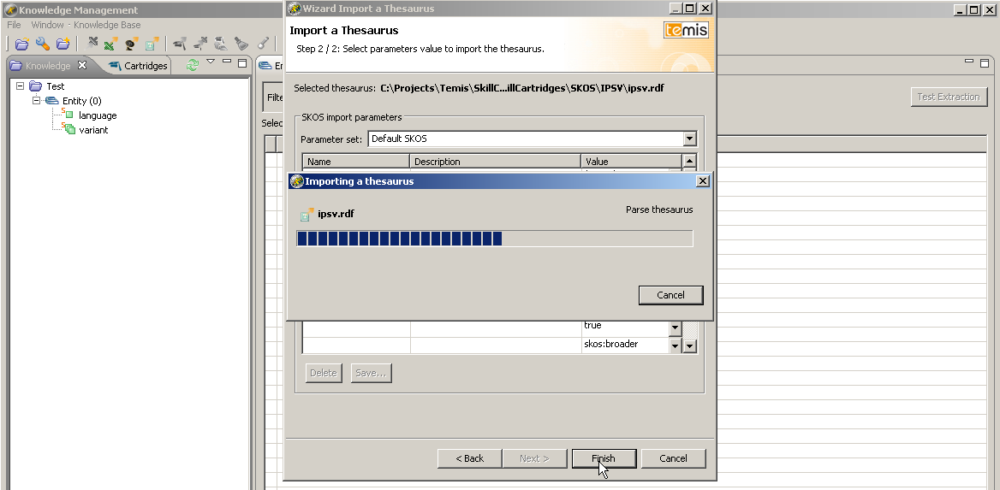 Knowledge Management
File Window Knowledge Base
Knowledge
Cartridges
Test
Entity (0)
language
variant
En
Filte
Selec
Test Extraction
Wizard Import a Thesaurus
Import a Thesaurus
temis
Step 2 / 2: Select parameters value to import the thesaurus.
Selected thesaurus: C:\Projects\Temis\SkillC...illCartridges\SKOS\IPSV\ipsv.rdf
SKOS import parameters
Parameter set: Default SKOS
Name Description Value
Importing a thesaurus
ipsv.rdf
Parse thesaurus
Cancel
true
skos:broader
Delete Save...
< Back Next > Finish Cancel